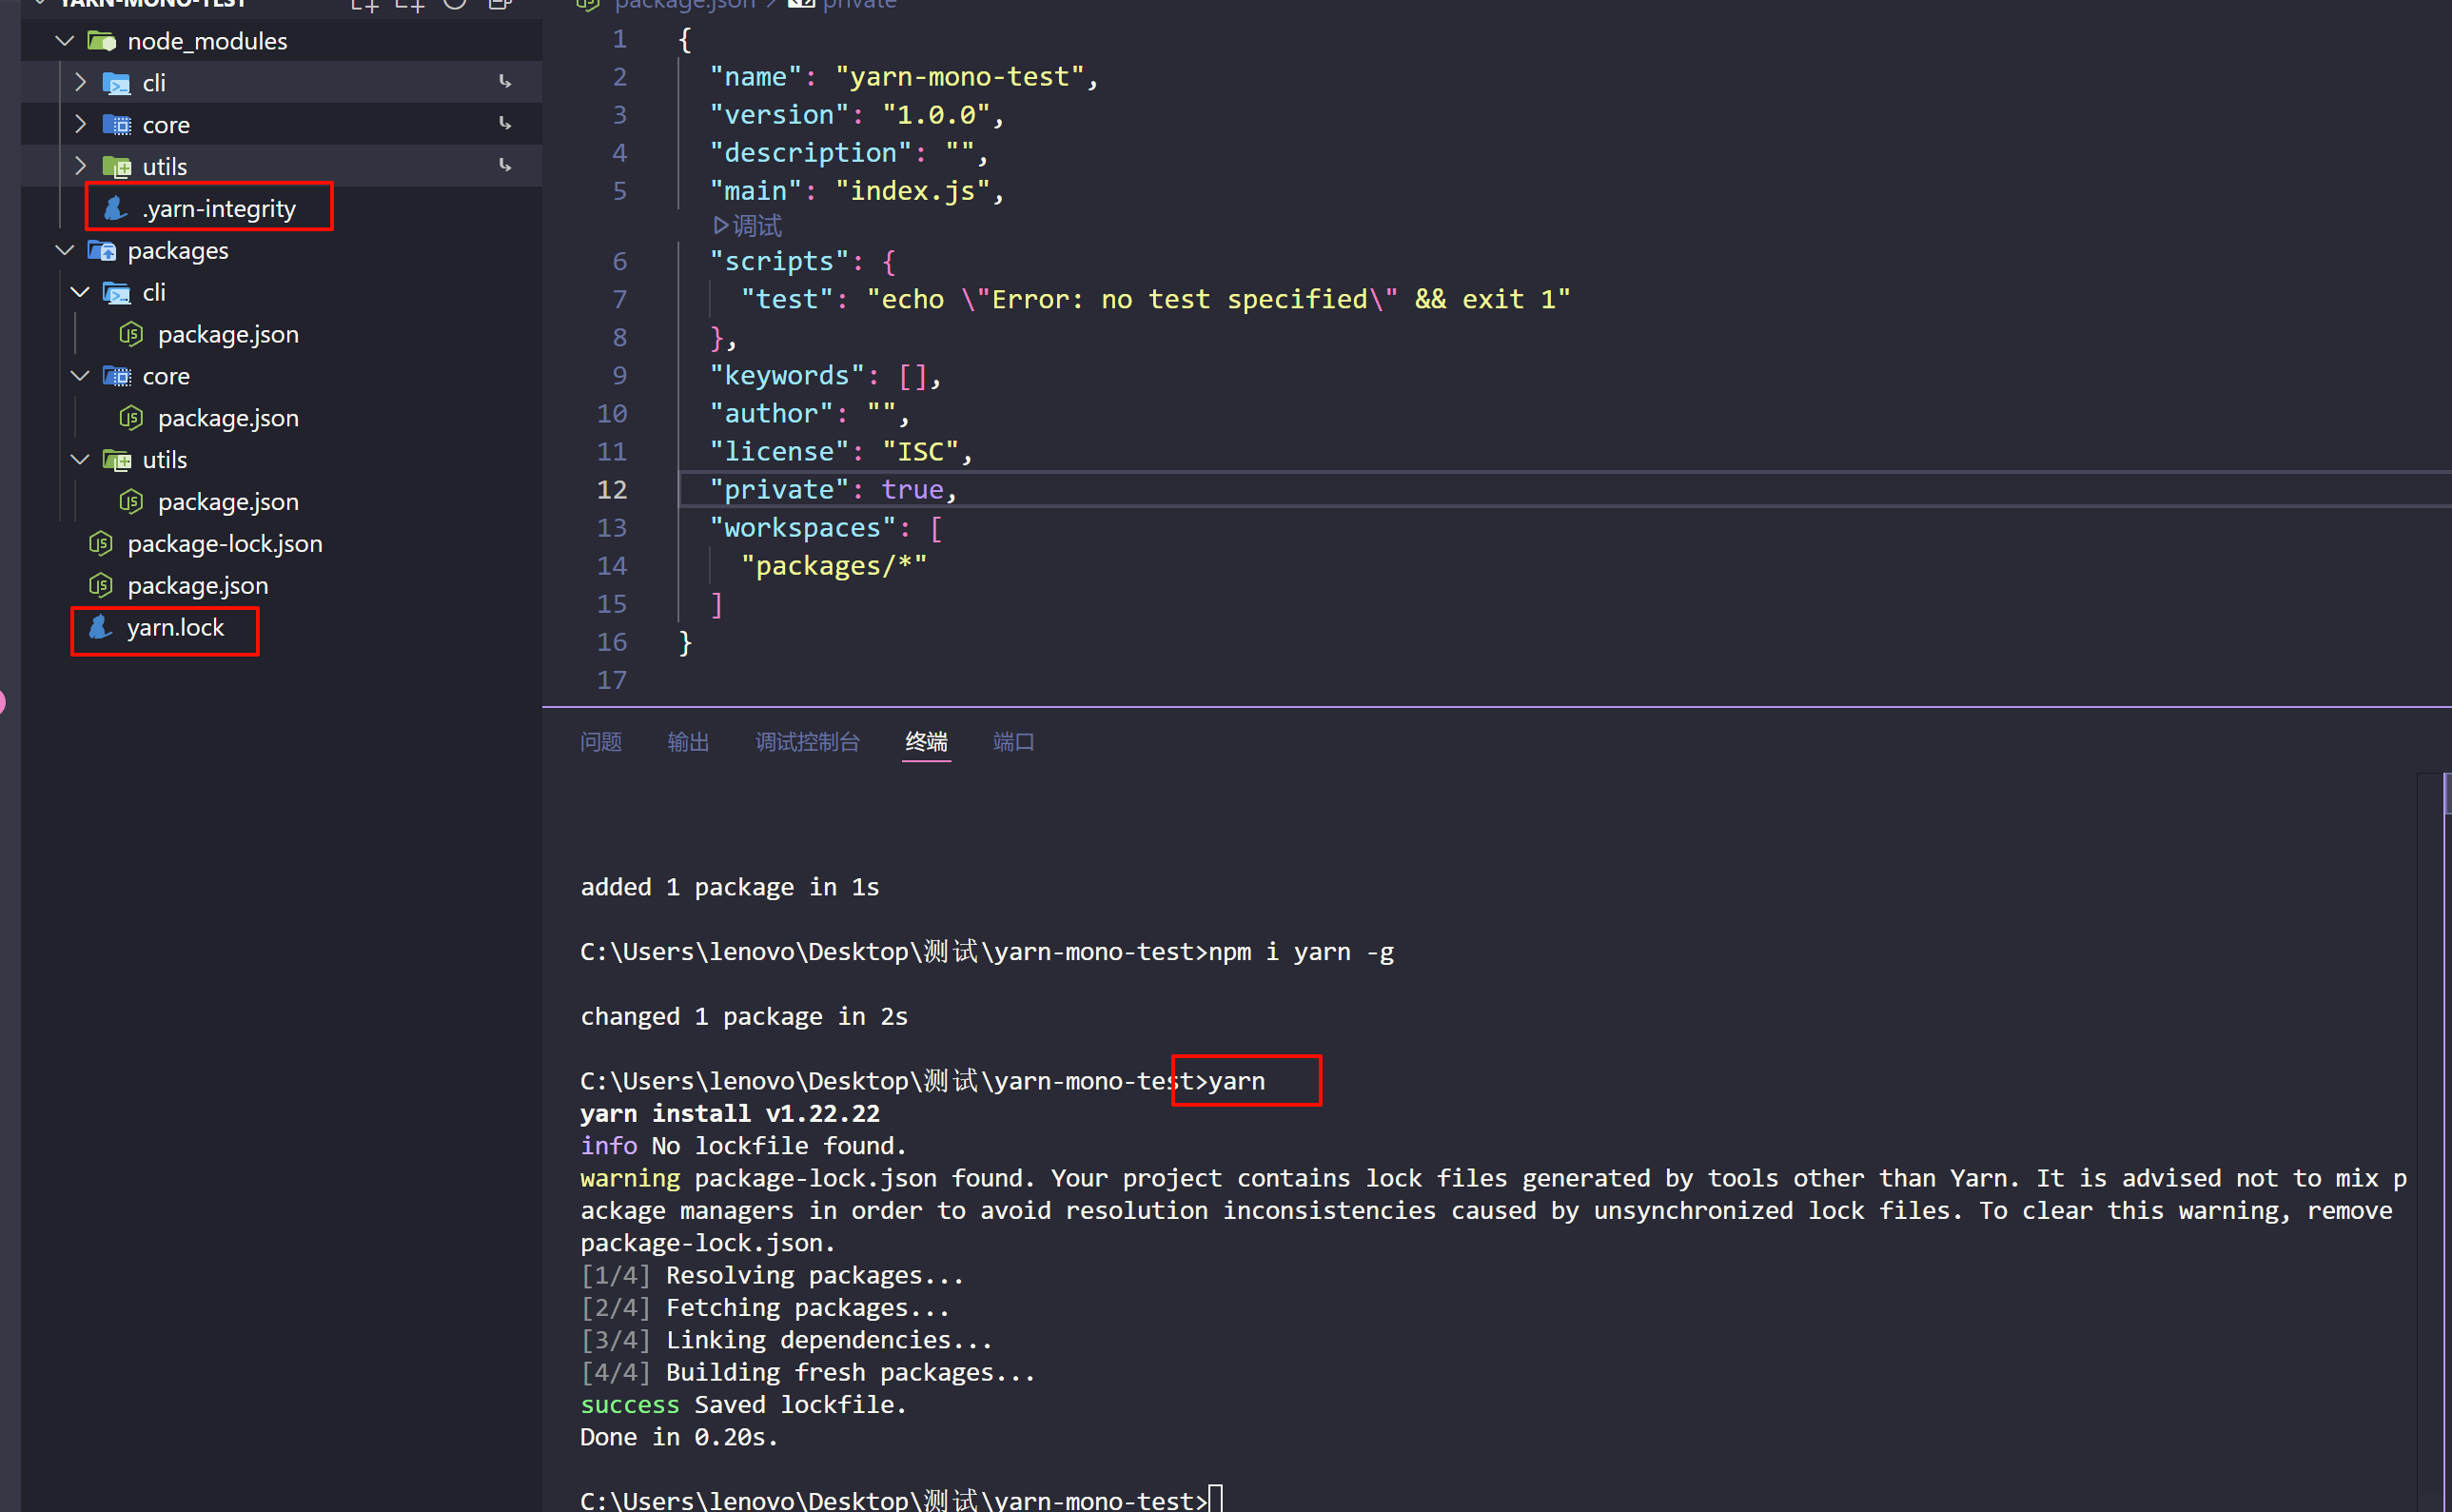 YARN-MONO-TEST
node_modules
cli
core
utils
.yarn-integrity
packages
cli
package.json
core
package.json
utils
package.json
package-lock.json
package.json
yarn.lock
package.json > private
1 {
2 "name": "yarn-mono-test",
3 "version": "1.0.0",
4 "description": "",
5 "main": "index.js",
调试
6 "scripts": {
7 "test": "echo \"Error: no test specified\" && exit 1"
8 },
9 "keywords": [],
10 "author": "",
11 "license": "ISC",
12 "private": true,
13 "workspaces": [
14 "packages/*"
15 ]
16 }
17
问题 输出 调试控制台 终端 端口
added 1 package in 1s
C:\Users\lenovo\Desktop\测试\yarn-mono-test>npm i yarn -g
changed 1 package in 2s
C:\Users\lenovo\Desktop\测试\yarn-mono-test>yarn
yarn install v1.22.22
info No lockfile found.
warning package-lock.json found. Your project contains lock files generated by tools other than Yarn. It is advised not to mix p
ackage managers in order to avoid resolution inconsistencies caused by unsynchronized lock files. To clear this warning, remove
package-lock.json.
[1/4] Resolving packages...
[2/4] Fetching packages...
[3/4] Linking dependencies...
[4/4] Building fresh packages...
success Saved lockfile.
Done in 0.20s.
C:\Users\lenovo\Desktop\测试\yarn-mono-test>